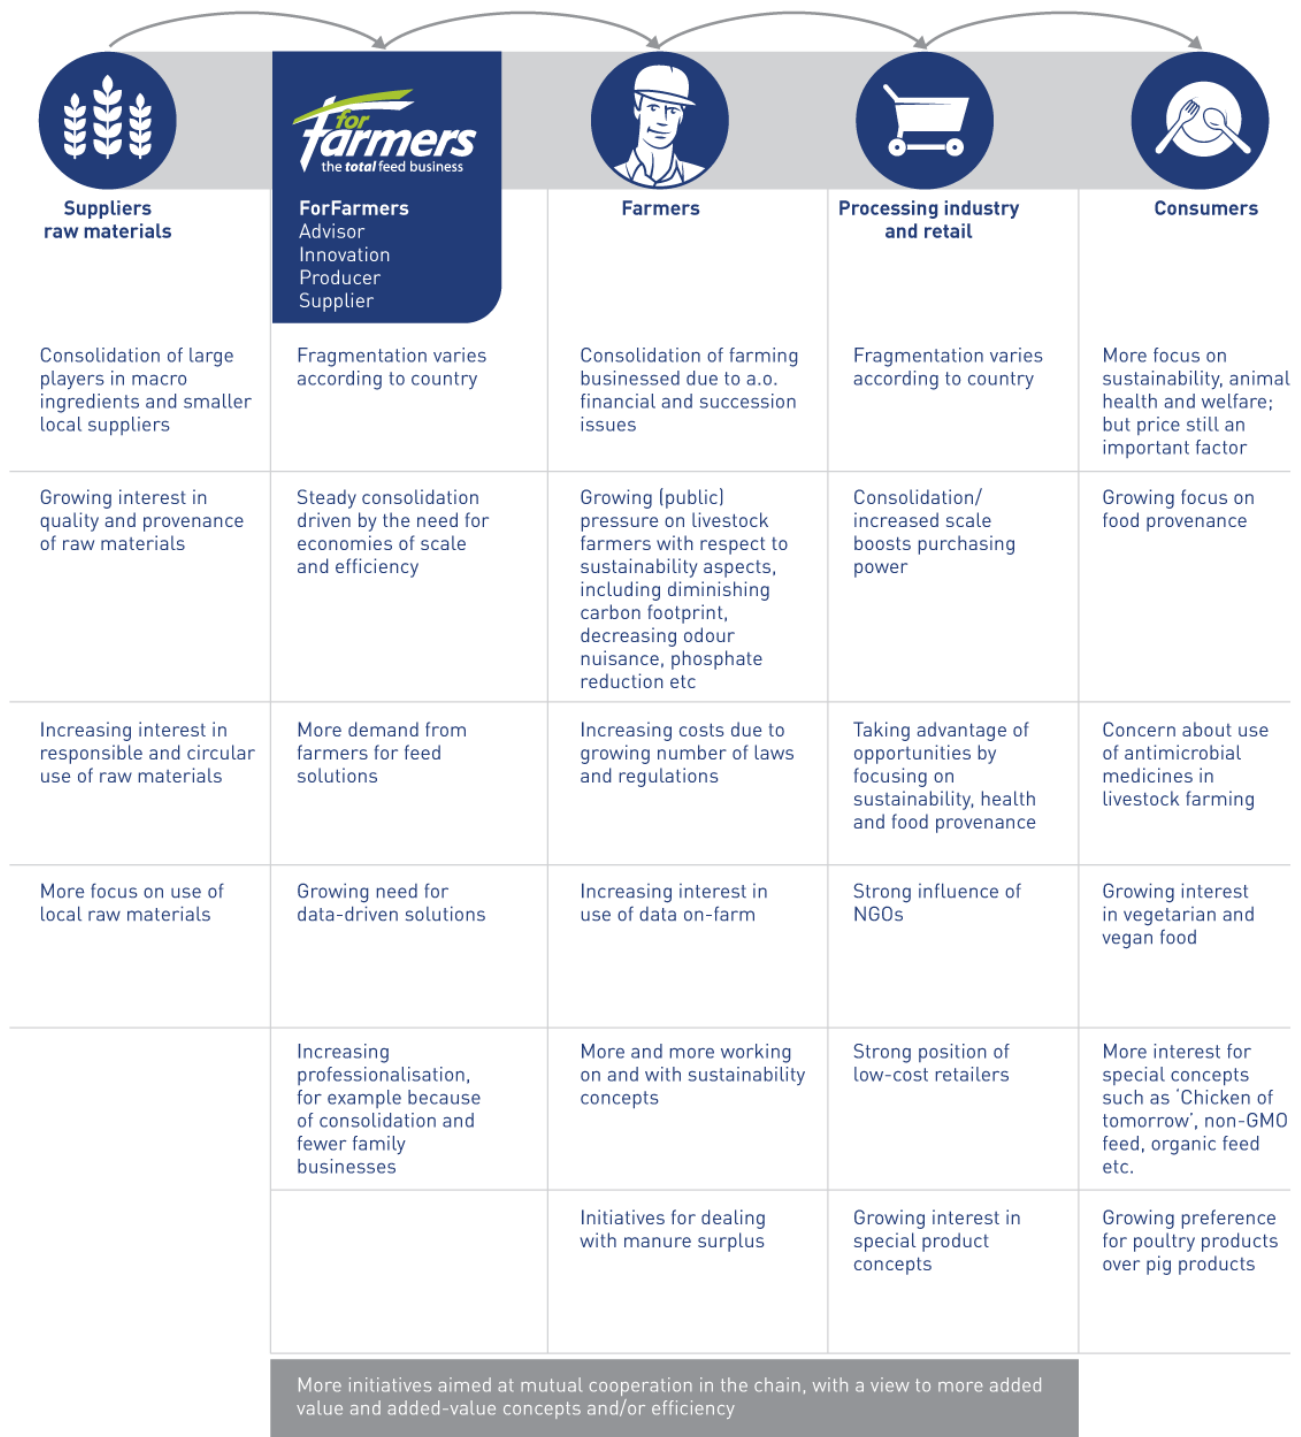 for
farmers
the total feed business
Suppliers
raw materials
ForFarmers
Advisor
Innovation
Producer
Supplier
Farmers
Processing industry
and retail
Consumers
Consolidation of large
players in macro
ingredients and smaller
local suppliers
Fragmentation varies
according to country
Consolidation of farming
businessed due to a.o.
financial and succession
issues
Fragmentation varies
according to country
More focus on
sustainability, animal
health and welfare;
but price still an
important factor
Growing interest in
quality and provenance
of raw materials
Steady consolidation
driven by the need for
economies of scale
and efficiency
Growing (public)
pressure on livestock
farmers with respect to
sustainability aspects,
including diminishing
carbon footprint,
decreasing odour
nuisance, phosphate
reduction etc
Consolidation/
increased scale
boosts purchasing
power
Growing focus on
food provenance
Increasing interest in
responsible and circular
use of raw materials
More demand from
farmers for feed
solutions
Increasing costs due to
growing number of laws
and regulations
Taking advantage of
opportunities by
focusing on
sustainability, health
and food provenance
Concern about use
of antimicrobial
medicines in
livestock farming
More focus on use of
local raw materials
Growing need for
data-driven solutions
Increasing interest in
use of data on-farm
Strong influence of
NGOs
Growing interest
in vegetarian and
vegan food
Increasing
professionalisation,
for example because
of consolidation and
fewer family
businesses
More and more working
on and with sustainability
concepts
Strong position of
low-cost retailers
More interest for
special concepts
such as ‘Chicken of
tomorrow’, non-GMO
feed, organic feed
etc.
Initiatives for dealing
with manure surplus
Growing interest in
special product
concepts
Growing preference
for poultry products
over pig products
More initiatives aimed at mutual cooperation in the chain, with a view to more added
value and added-value concepts and/or efficiency